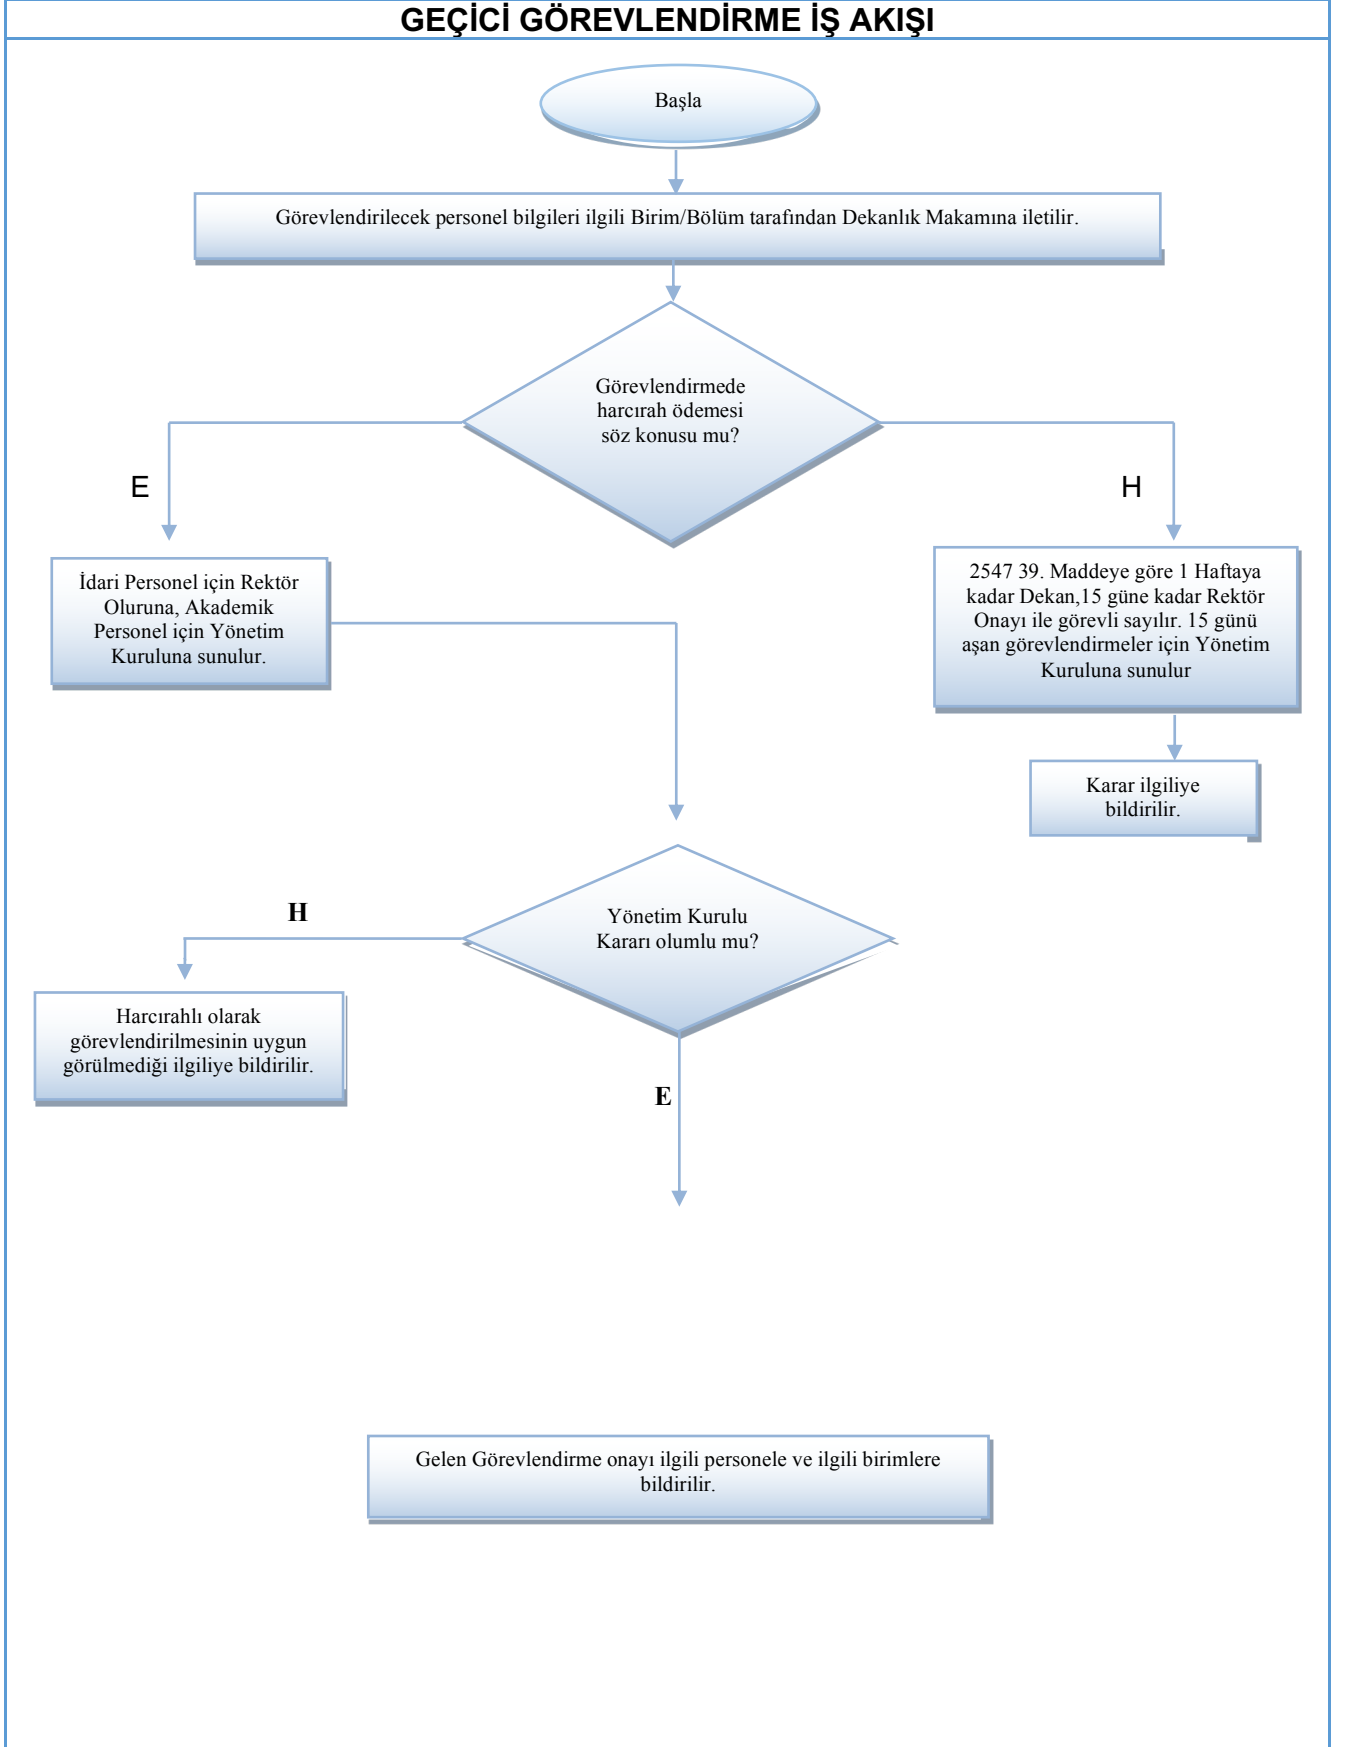 GEÇİCİ GÖREVLENDİRME İŞ AKIŞI
Başla
Görevlendirilecek personel bilgileri ilgili Birim/Bölüm tarafından Dekanlık Makamına iletilir.
Görevlendirmede
harcırah ödemesi
söz konusu mu?
E
H
İdari Personel için Rektör
Oluruna, Akademik
Personel için Yönetim
Kuruluna sunulur.
2547 39. Maddeye göre 1 Haftaya
kadar Dekan,15 güne kadar Rektör
Onayı ile görevli sayılır. 15 günü
aşan görevlendirmeler için Yönetim
Kuruluna sunulur
Karar ilgiliye
bildirilir.
Yönetim Kurulu
Kararı olumlu mu?
H
Harcırahlı olarak
görevlendirilmesinin uygun
görülmediği ilgiliye bildirilir.
E
Gelen Görevlendirme onayı ilgili personele ve ilgili birimlere
bildirilir.